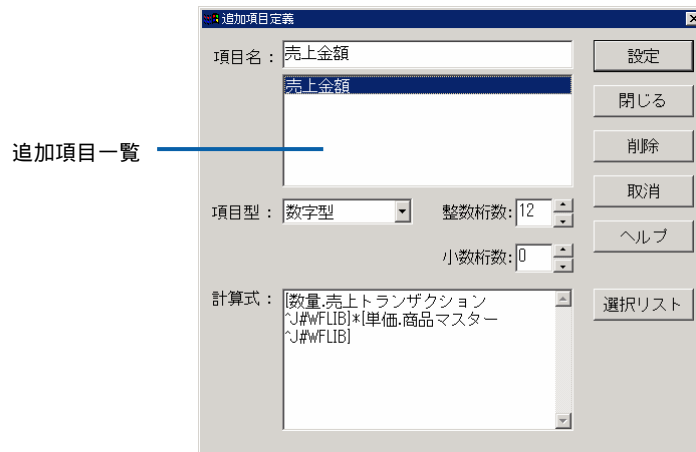 追加項目定義
項目名： 売上金額 設定
売上金額
閉じる
追加項目一覧
削除
取消
項目型： 数字型 整数桁数: 12
ヘルプ
小数桁数: 0
計算式： [数量.売上トランザクション
^J#WFLIB]*[単価.商品マスター
^J#WFLIB]
選択リスト